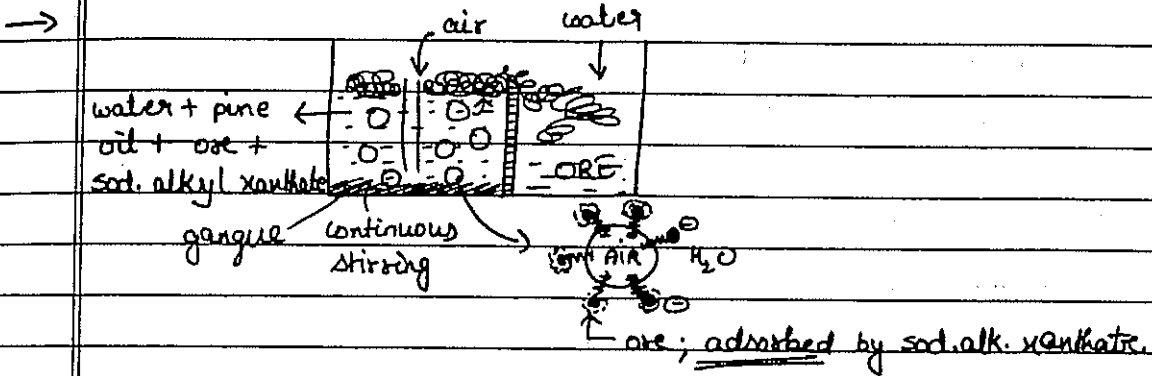 air
water
water + pine
oil + ore +
sod. alkyl xanthate
ORE
gangue
continuous
stirring
AIR
H₂O
ore; adsorbed by sod. alk. xanthate.